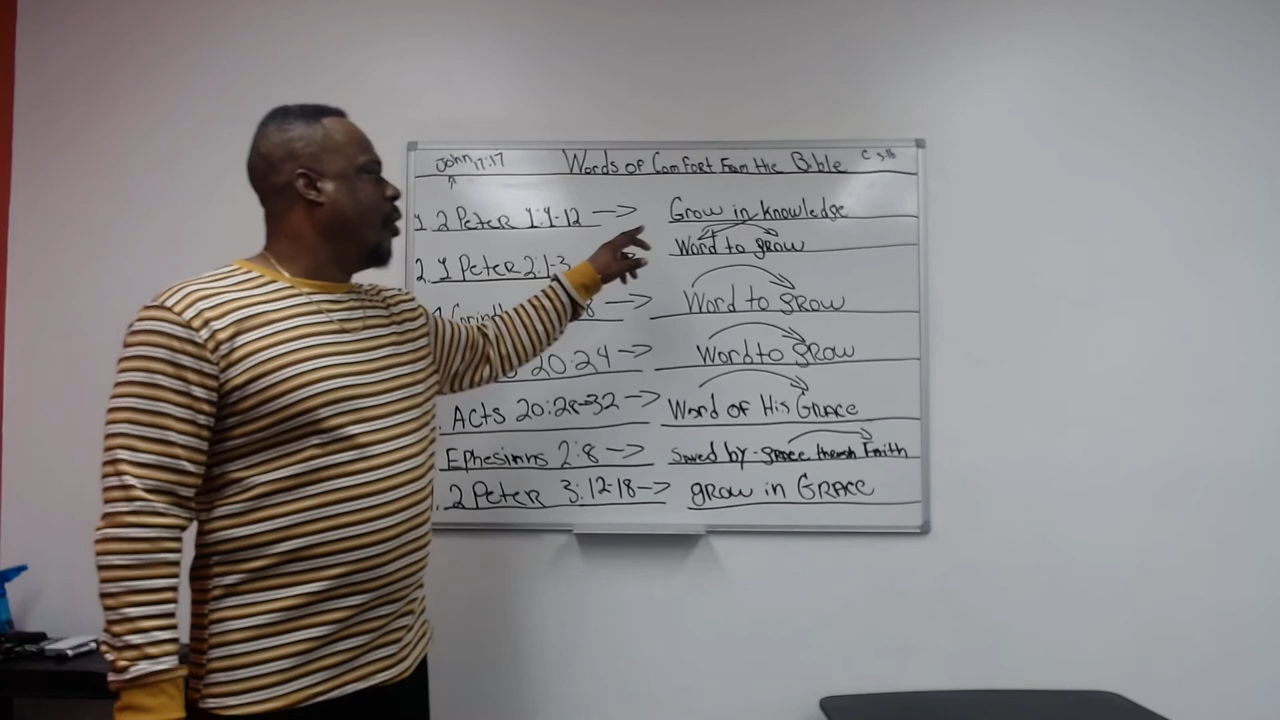 John 17:17 Words of Comfort From the Bible
1. 2 Peter 1:1-12 → Grow in knowledge
Word to grow
2. 1 Peter 2:1-3
Corinth 8 → Word to grow
20:24 → Word to grow
Acts 20:28-32 → Word of His Grace
Ephesians 2:8 → Saved by - grace through Faith
2 Peter 3:12-18 → grow in Grace